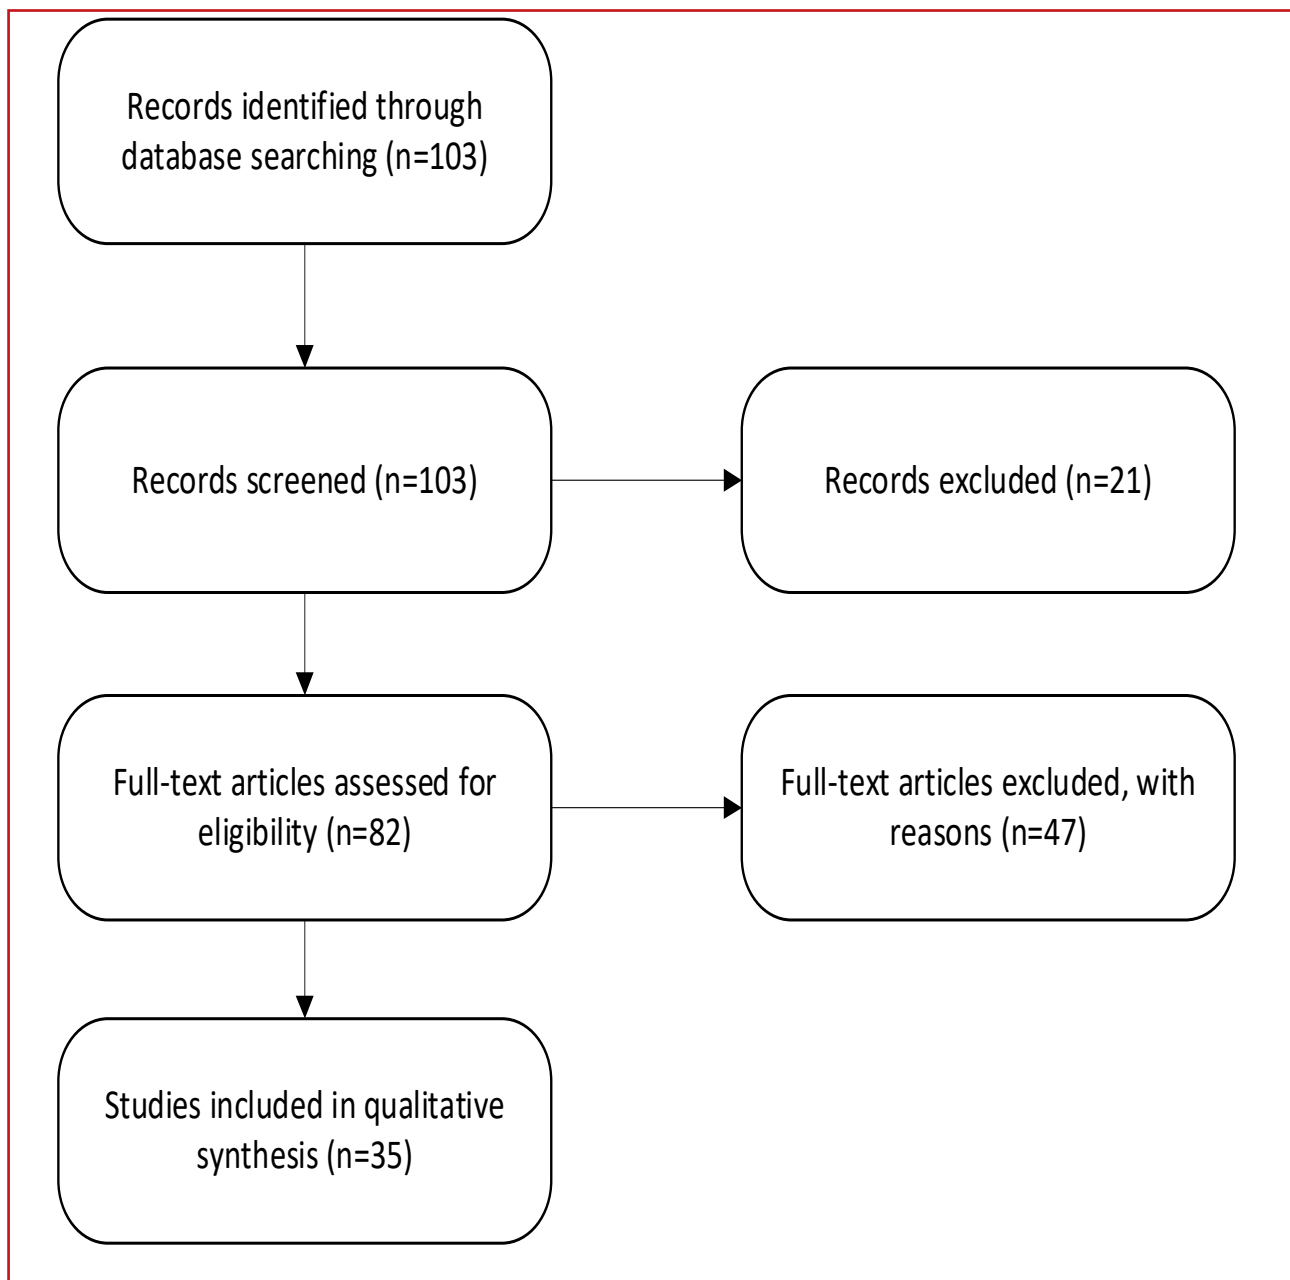 Records identified through
database searching (n=103)
Records screened (n=103)
Records excluded (n=21)
Full-text articles assessed for
eligibility (n=82)
Full-text articles excluded, with
reasons (n=47)
Studies included in qualitative
synthesis (n=35)